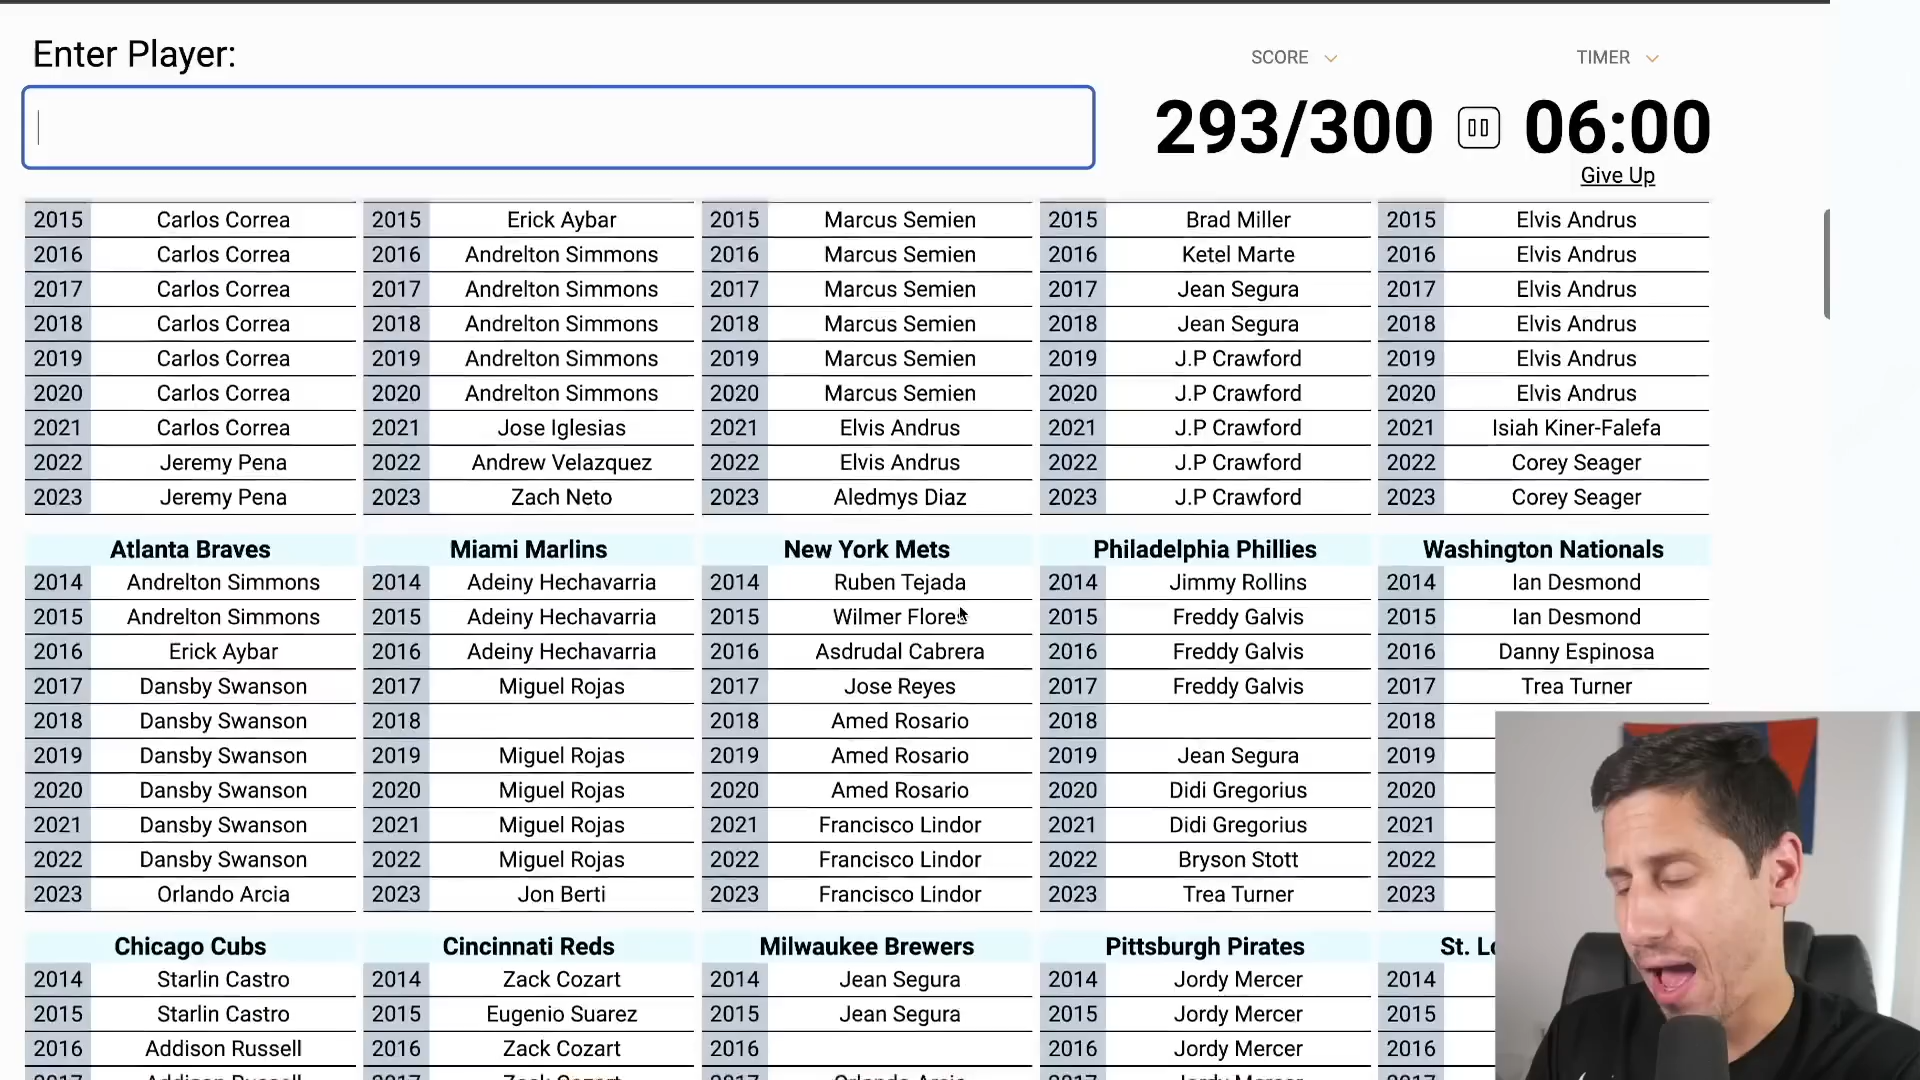 Enter Player:
SCORE
TIMER
293/300
06:00
Give Up
2015 Carlos Correa 2015 Erick Aybar 2015 Marcus Semien 2015 Brad Miller 2015 Elvis Andrus
2016 Carlos Correa 2016 Andrelton Simmons 2016 Marcus Semien 2016 Ketel Marte 2016 Elvis Andrus
2017 Carlos Correa 2017 Andrelton Simmons 2017 Marcus Semien 2017 Jean Segura 2017 Elvis Andrus
2018 Carlos Correa 2018 Andrelton Simmons 2018 Marcus Semien 2018 Jean Segura 2018 Elvis Andrus
2019 Carlos Correa 2019 Andrelton Simmons 2019 Marcus Semien 2019 J.P Crawford 2019 Elvis Andrus
2020 Carlos Correa 2020 Andrelton Simmons 2020 Marcus Semien 2020 J.P Crawford 2020 Elvis Andrus
2021 Carlos Correa 2021 Jose Iglesias 2021 Elvis Andrus 2021 J.P Crawford 2021 Isiah Kiner-Falefa
2022 Jeremy Pena 2022 Andrew Velazquez 2022 Elvis Andrus 2022 J.P Crawford 2022 Corey Seager
2023 Jeremy Pena 2023 Zach Neto 2023 Aledmys Diaz 2023 J.P Crawford 2023 Corey Seager
Atlanta Braves Miami Marlins New York Mets Philadelphia Phillies Washington Nationals
2014 Andrelton Simmons 2014 Adeiny Hechavarria 2014 Ruben Tejada 2014 Jimmy Rollins 2014 Ian Desmond
2015 Andrelton Simmons 2015 Adeiny Hechavarria 2015 Wilmer Flores 2015 Freddy Galvis 2015 Ian Desmond
2016 Erick Aybar 2016 Adeiny Hechavarria 2016 Asdrudal Cabrera 2016 Freddy Galvis 2016 Danny Espinosa
2017 Dansby Swanson 2017 Miguel Rojas 2017 Jose Reyes 2017 Freddy Galvis 2017 Trea Turner
2018 Dansby Swanson 2018 2018 Amed Rosario 2018 2018
2019 Dansby Swanson 2019 Miguel Rojas 2019 Amed Rosario 2019 Jean Segura 2019
2020 Dansby Swanson 2020 Miguel Rojas 2020 Amed Rosario 2020 Didi Gregorius 2020
2021 Dansby Swanson 2021 Miguel Rojas 2021 Francisco Lindor 2021 Didi Gregorius 2021
2022 Dansby Swanson 2022 Miguel Rojas 2022 Francisco Lindor 2022 Bryson Stott 2022
2023 Orlando Arcia 2023 Jon Berti 2023 Francisco Lindor 2023 Trea Turner 2023
Chicago Cubs Cincinnati Reds Milwaukee Brewers Pittsburgh Pirates St.
2014 Starlin Castro 2014 Zack Cozart 2014 Jean Segura 2014 Jordy Mercer 2014
2015 Starlin Castro 2015 Eugenio Suarez 2015 Jean Segura 2015 Jordy Mercer 2015
2016 Addison Russell 2016 Zack Cozart 2016 2016 Jordy Mercer 2016